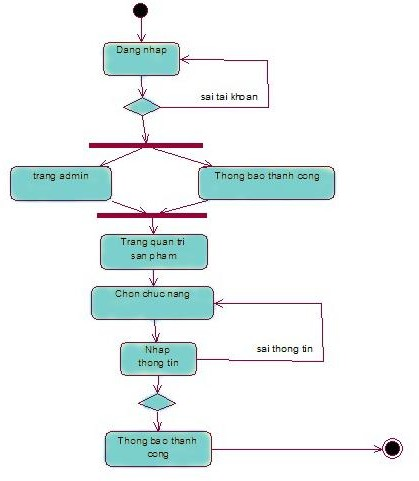 Dang nhap
sai tai khoan
trang admin
Thong bao thanh cong
Trang quan tri
san pham
Chon chuc nang
Nhap
thong tin
sai thong tin
Thong bao thanh
cong